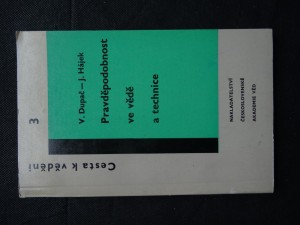 Cesta k vědění
3
V. Dupač—J. Hájek
Pravděpodobnost
ve vědě
a technice
NAKLADATELSTVÍ
ČESKOSLOVENSKÉ
AKADEMIE VĚD